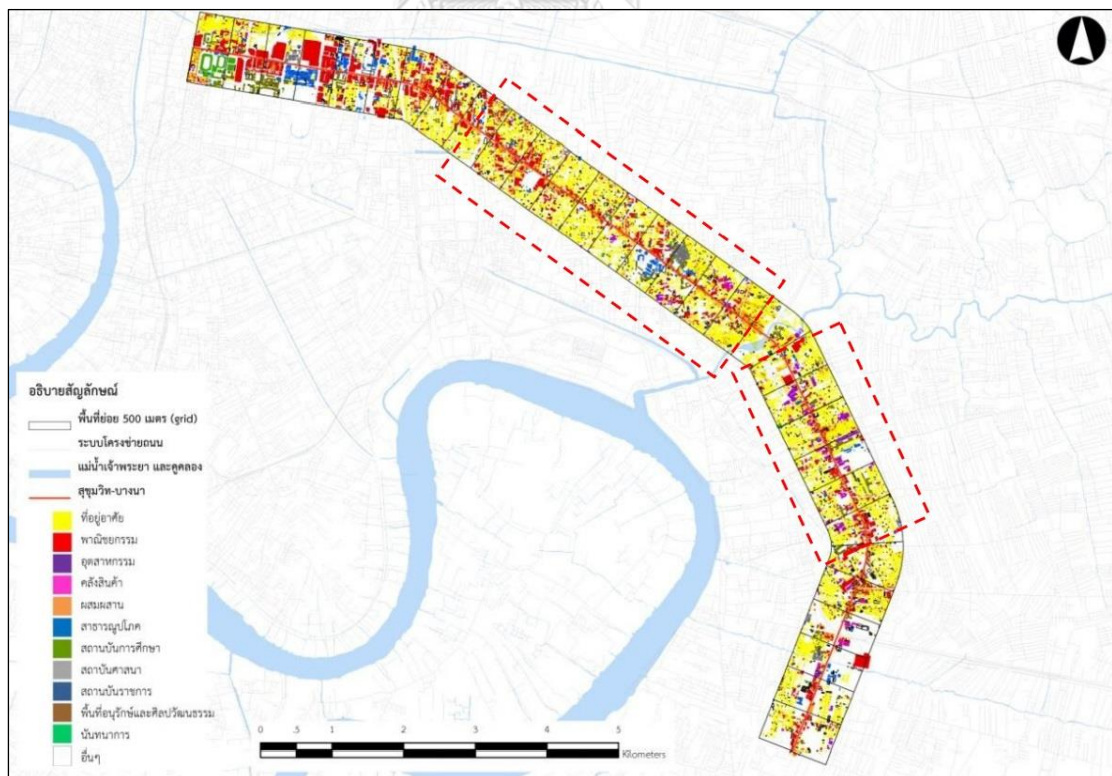 อธิบายสัญลักษณ์
พื้นที่ย่อย 500 เมตร (grid)
ระบบโครงข่ายถนน
แม่น้ำเจ้าพระยา และคูคลอง
สุขุมวิท-บางนา
ที่อยู่อาศัย
พาณิชยกรรม
อุตสาหกรรม
คลังสินค้า
ผสมผสาน
สาธารณูปโภค
สถานบันการศึกษา
สถาบันศาสนา
สถานบันราชการ
พื้นที่อนุรักษ์และศิลปวัฒนธรรม
นันทนาการ
อื่นๆ
0 .5 1 2 3 4 5
Kilometers